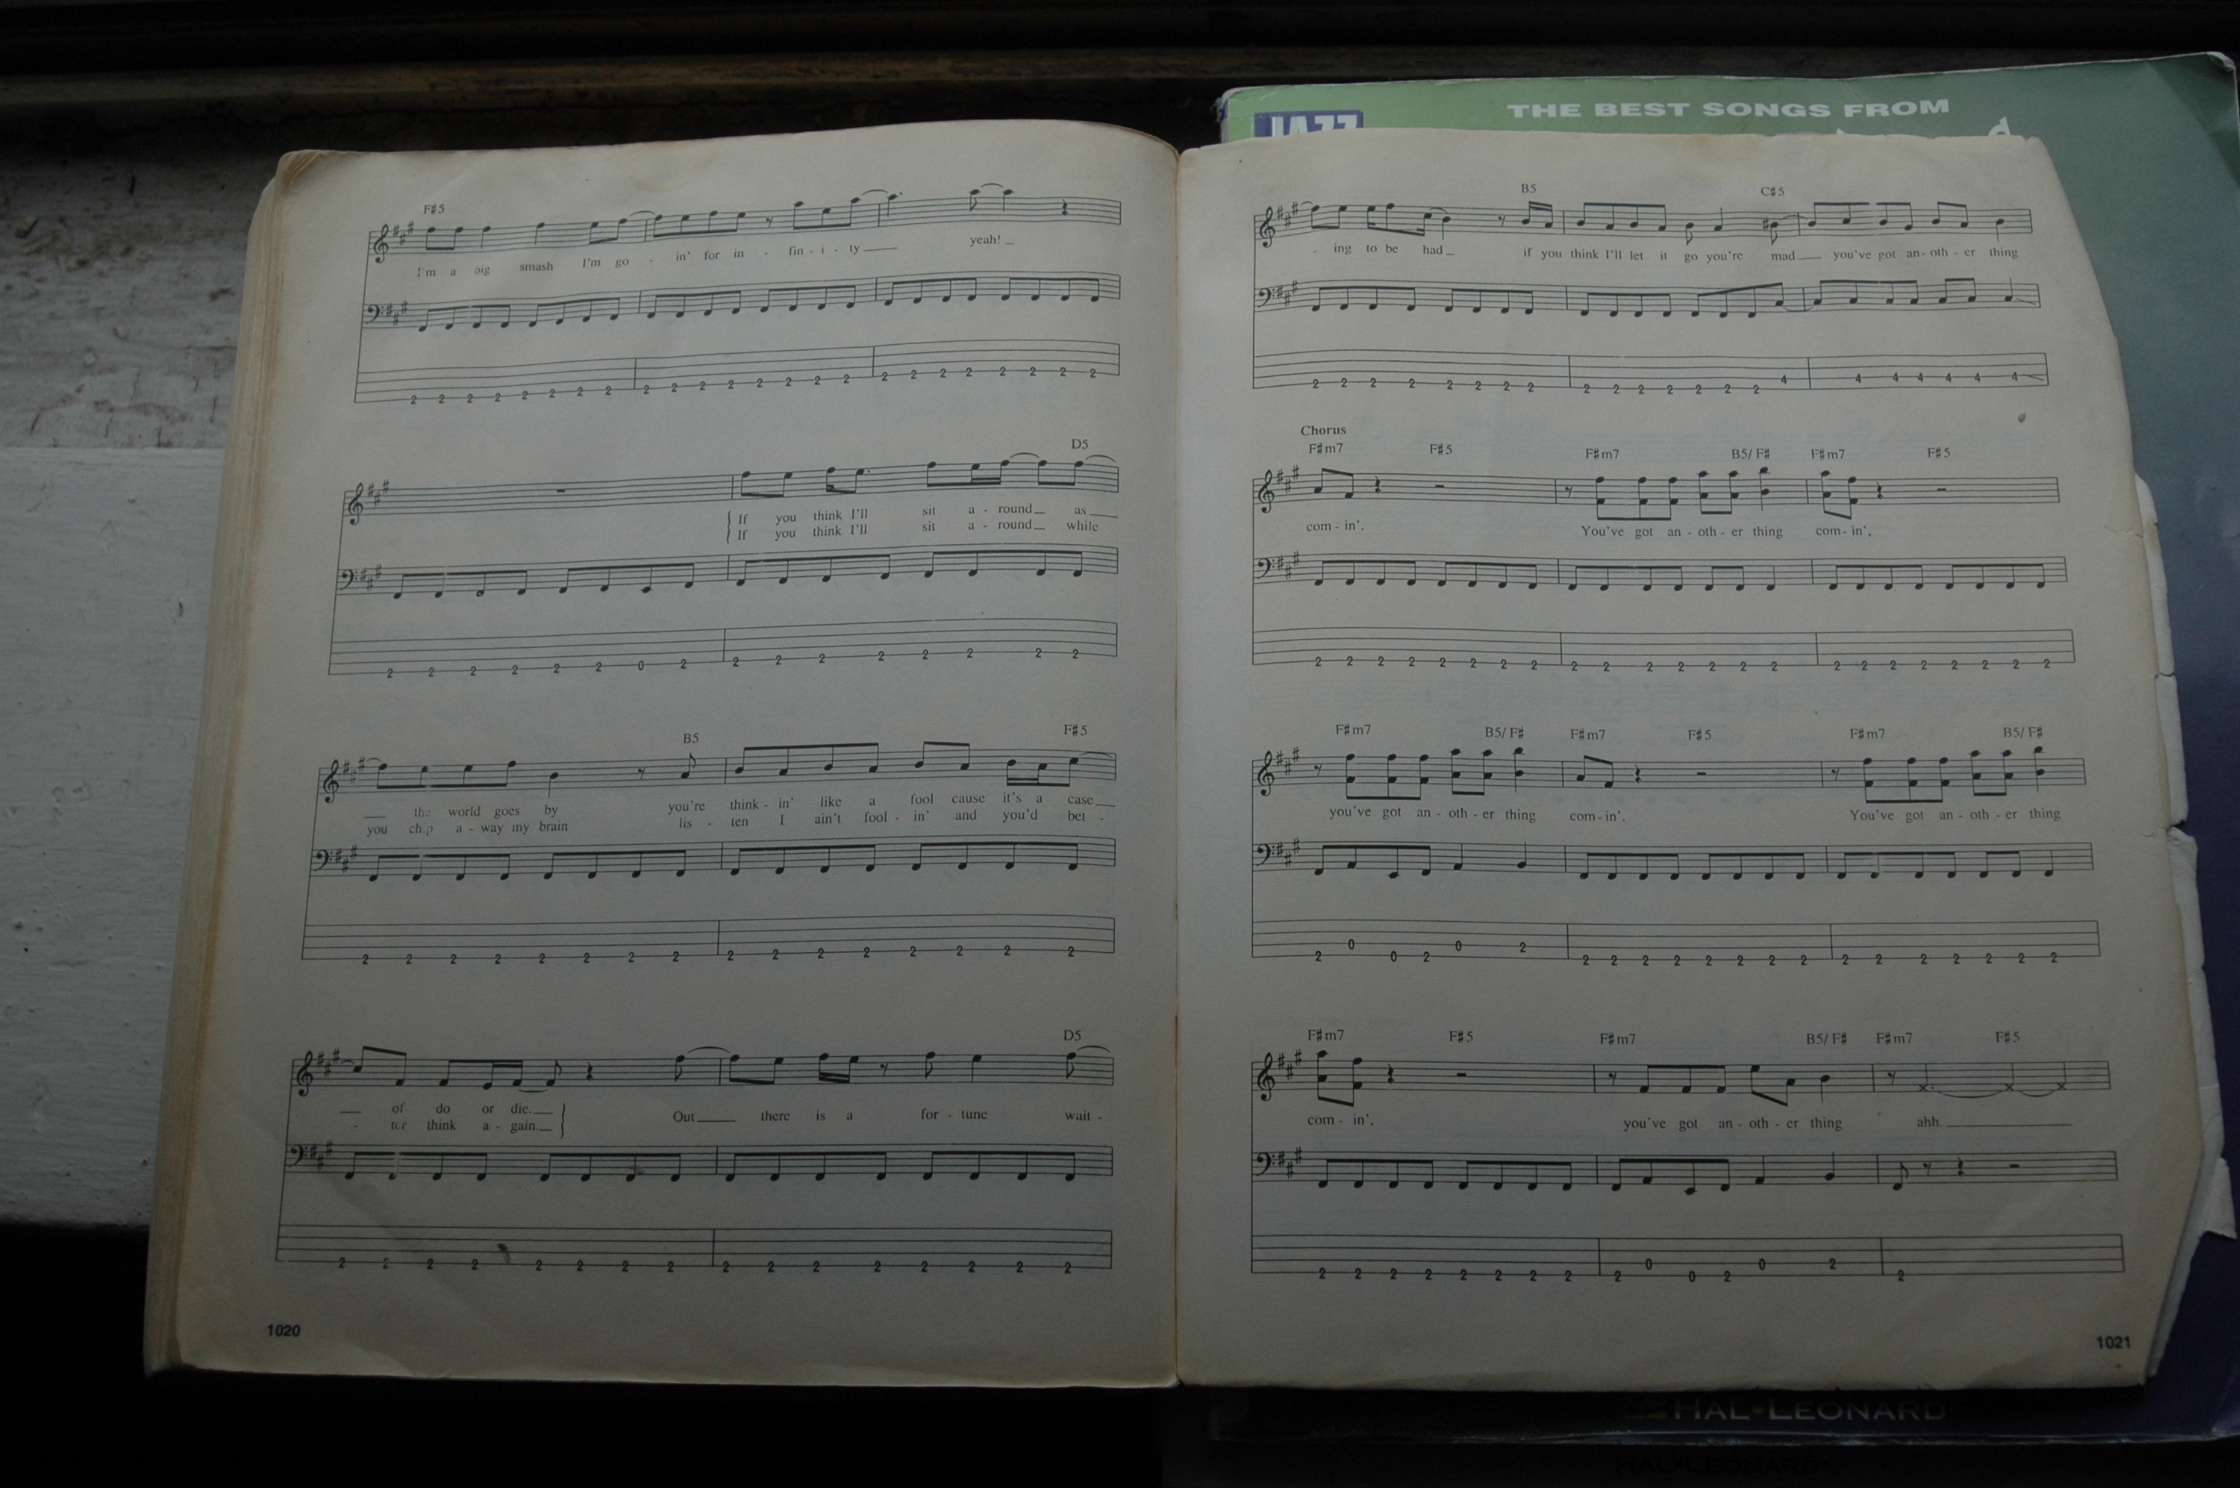 THE BEST SONGS FROM
JAZZ
F#5
I'm a big smash I'm go - in' for in - fin - i - ty yeah!
2 2 2 2 2 2 2 2 2 2 2 2 2 2 2 2 2 2 2 2 2 2 2 2
D5
If you think I'll sit a - round as
If you think I'll sit a - round while
2 2 2 2 2 2 0 2 2 2 2 2 2 2 2 2
B5 F#5
the world goes by you're think - in' like a fool cause it's a case
you chip a - way my brain lis - ten I ain't fool - in' and you'd bet -
2 2 2 2 2 2 2 2 2 2 2 2 2 2 2 2
D5
of do or die. Out there is a for - tune wait -
- ter think a - gain.
2 2 2 2 2 2 2 2 2 2 2 2 2 2 2 2
1020
B5 C#5
- ing to be had if you think I'll let it go you're mad you've got an - oth - er thing
2 2 2 2 2 2 2 2 2 2 2 2 2 2 2 4 4 4 4 4 4 4
Chorus
F#m7 F#5 F#m7 B5/F# F#m7 F#5
com - in'. You've got an - oth - er thing com - in',
2 2 2 2 2 2 2 2 2 2 2 2 2 2 2 2 2 2 2 2 2 2 2
F#m7 B5/F# F#m7 F#5 F#m7 B5/F#
you've got an - oth - er thing com - in'. You've got an - oth - er thing
2 0 0 2 0 2 2 2 2 2 2 2 2 2 2 2 2 2 2 2 2
F#m7 F#5 F#m7 B5/F# F#m7 F#5
com - in', you've got an - oth - er thing ahh.
2 2 2 2 2 2 2 2 2 0 0 2 0 2 2
1021
HAL•LEONARD
HAL•LEONARD